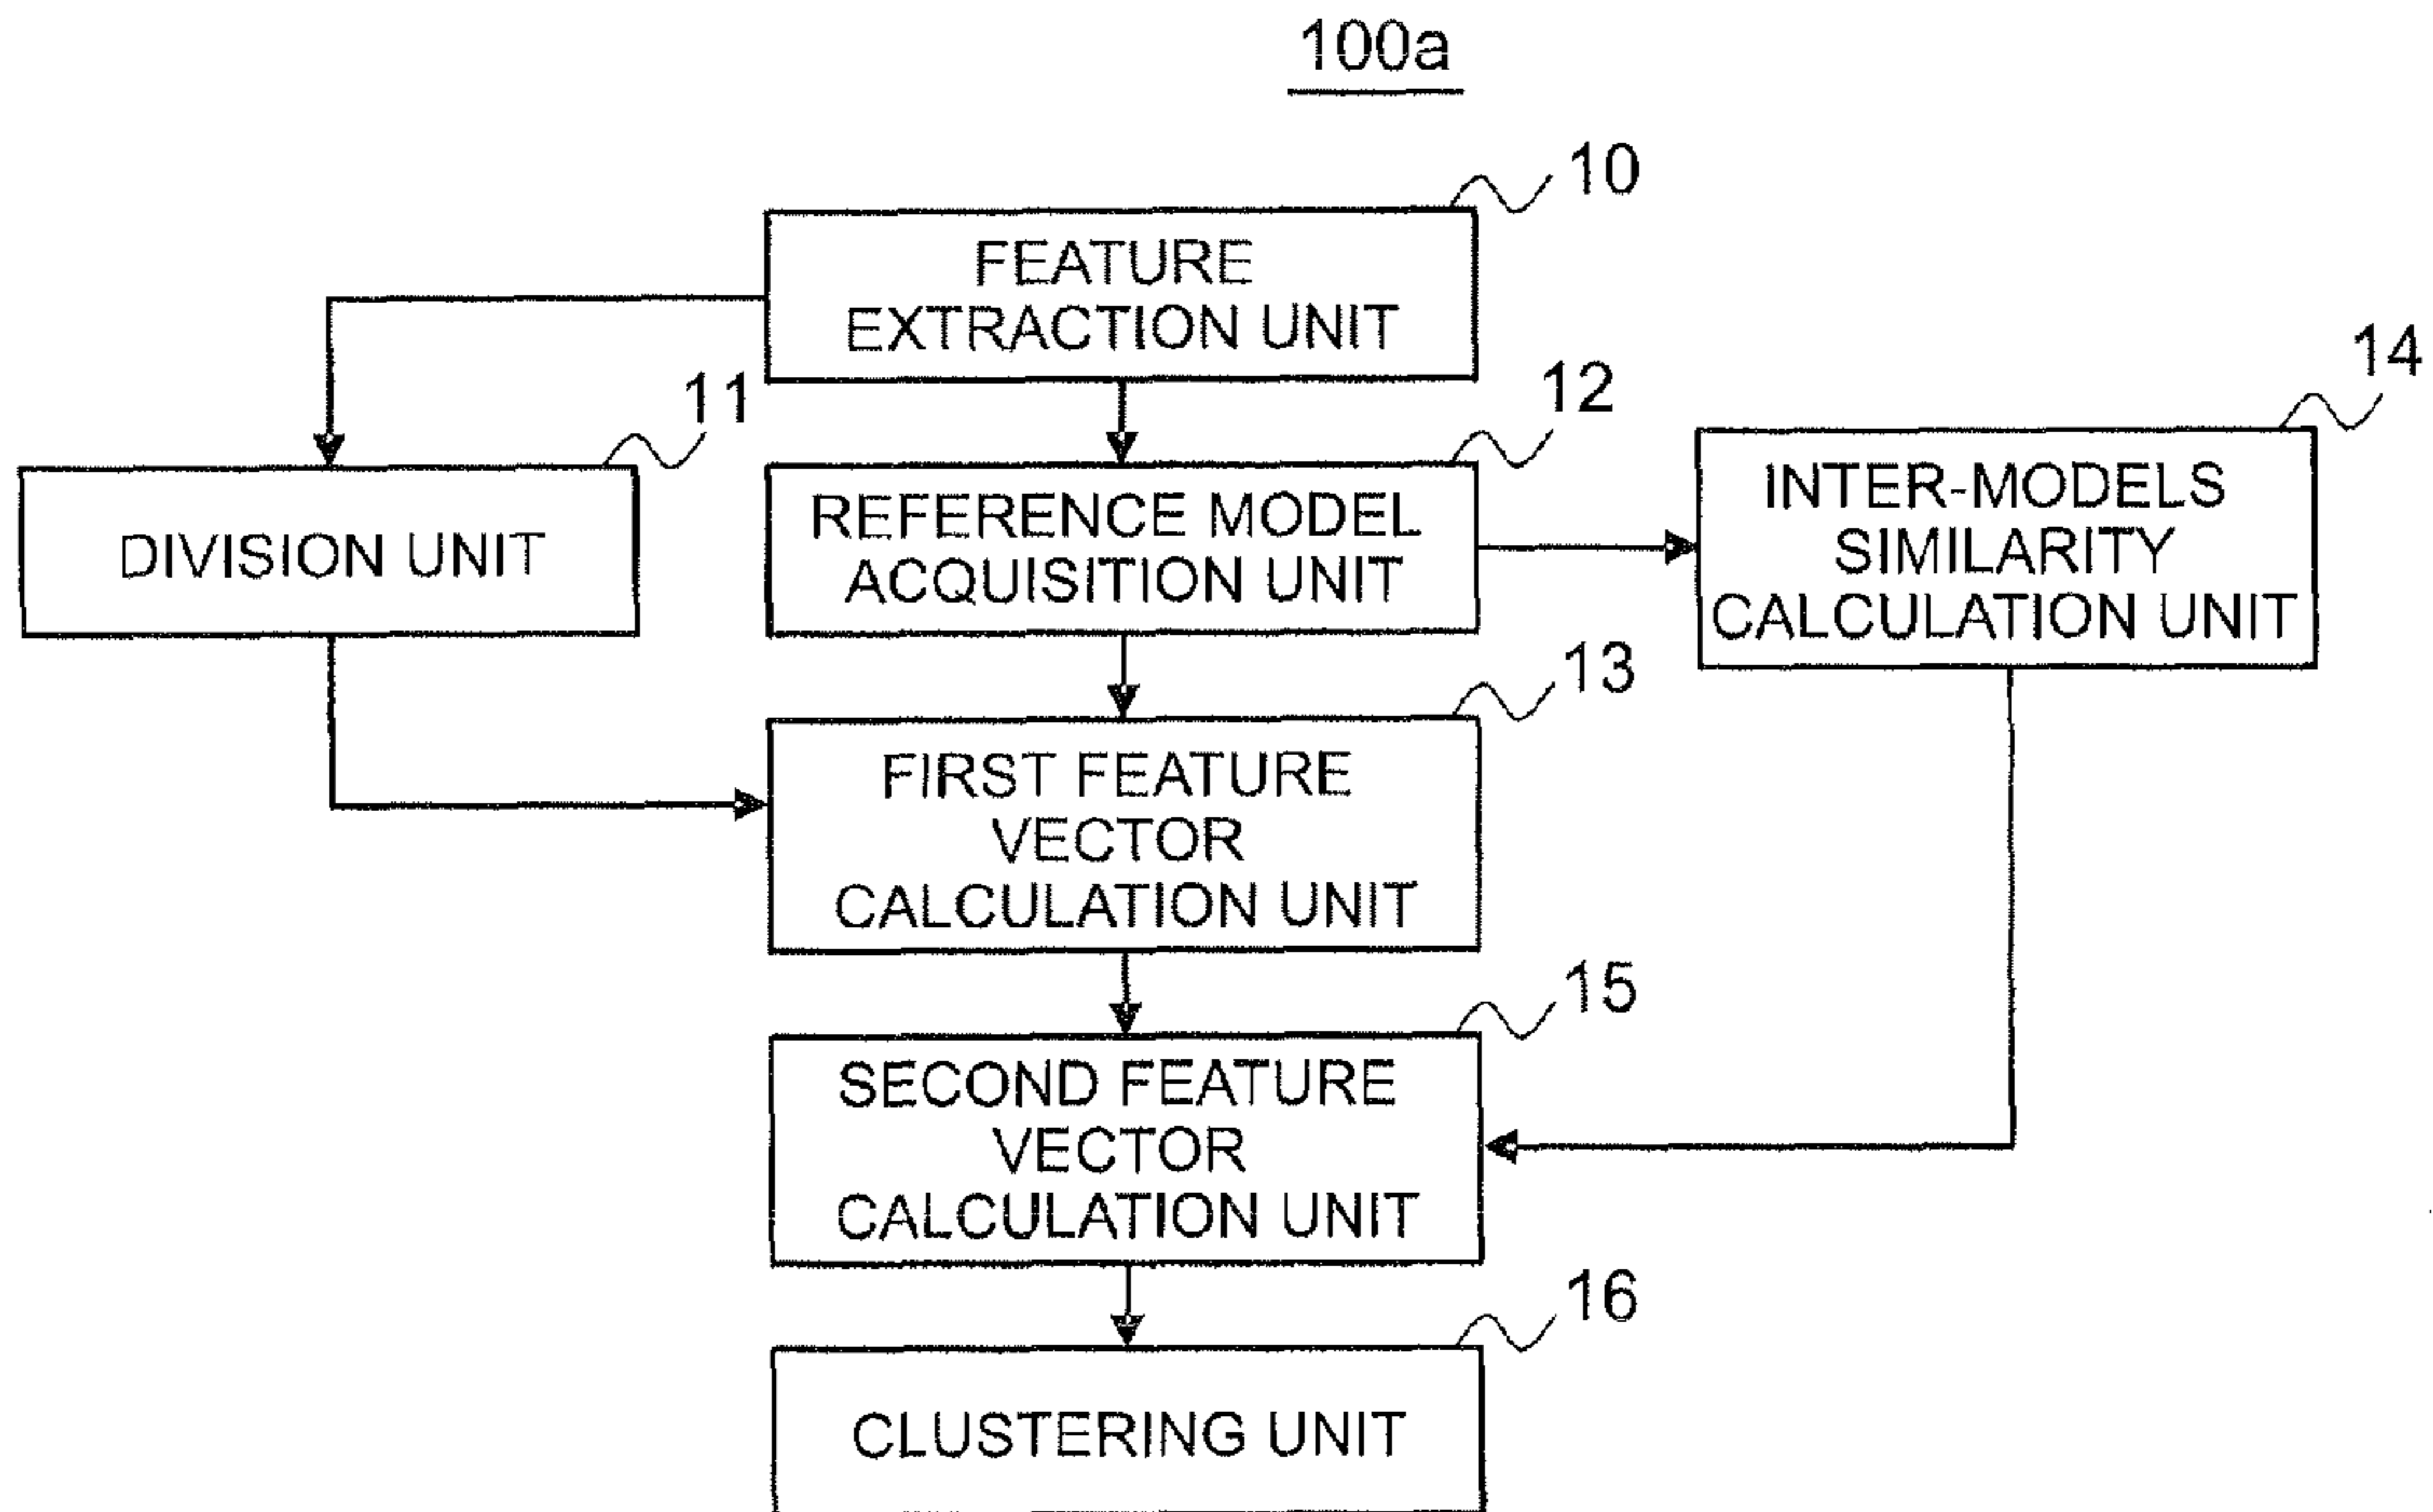 100a
10
FEATURE
EXTRACTION UNIT
11
DIVISION UNIT
12
REFERENCE MODEL
ACQUISITION UNIT
14
INTER-MODELS
SIMILARITY
CALCULATION UNIT
13
FIRST FEATURE
VECTOR
CALCULATION UNIT
15
SECOND FEATURE
VECTOR
CALCULATION UNIT
16
CLUSTERING UNIT